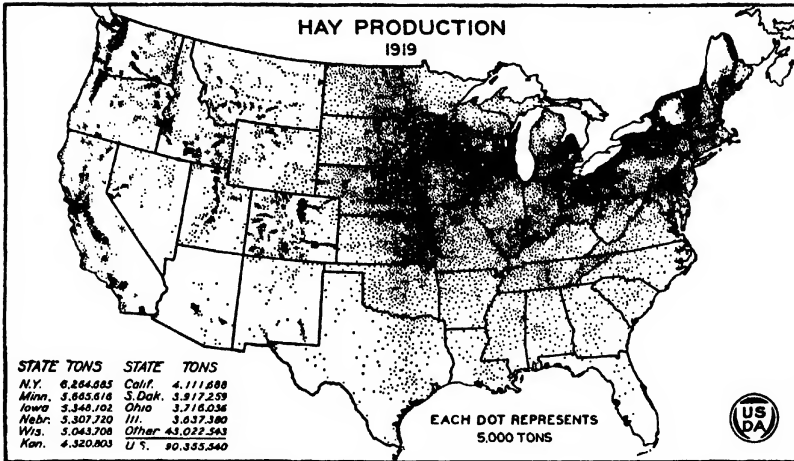 HAY PRODUCTION
1919
STATE TONS STATE TONS
N.Y. 6,264,685 Calif. 4,111,688
Minn. 5,665,616 S.Dak. 3,917,259
Iowa 5,348,102 Ohio 3,716,036
Nebr. 5,307,720 Ill. 3,637,380
Wis. 5,043,708 Other 43,022,543
Kan. 4,320,803 U.S. 90,355,540
EACH DOT REPRESENTS
5,000 TONS
US
DA